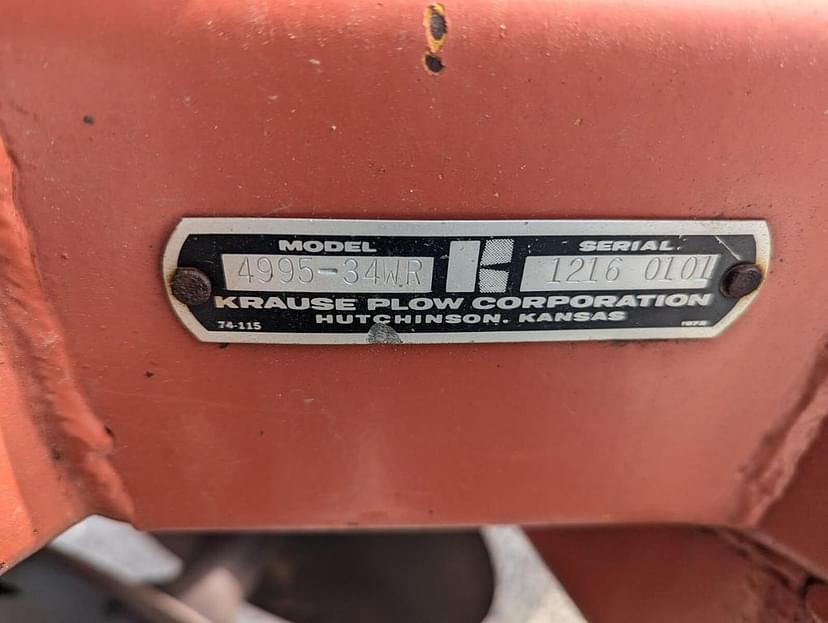 MODEL SERIAL.
4995-34WR 1216 0101
KRAUSE PLOW CORPORATION
HUTCHINSON, KANSAS
74-115